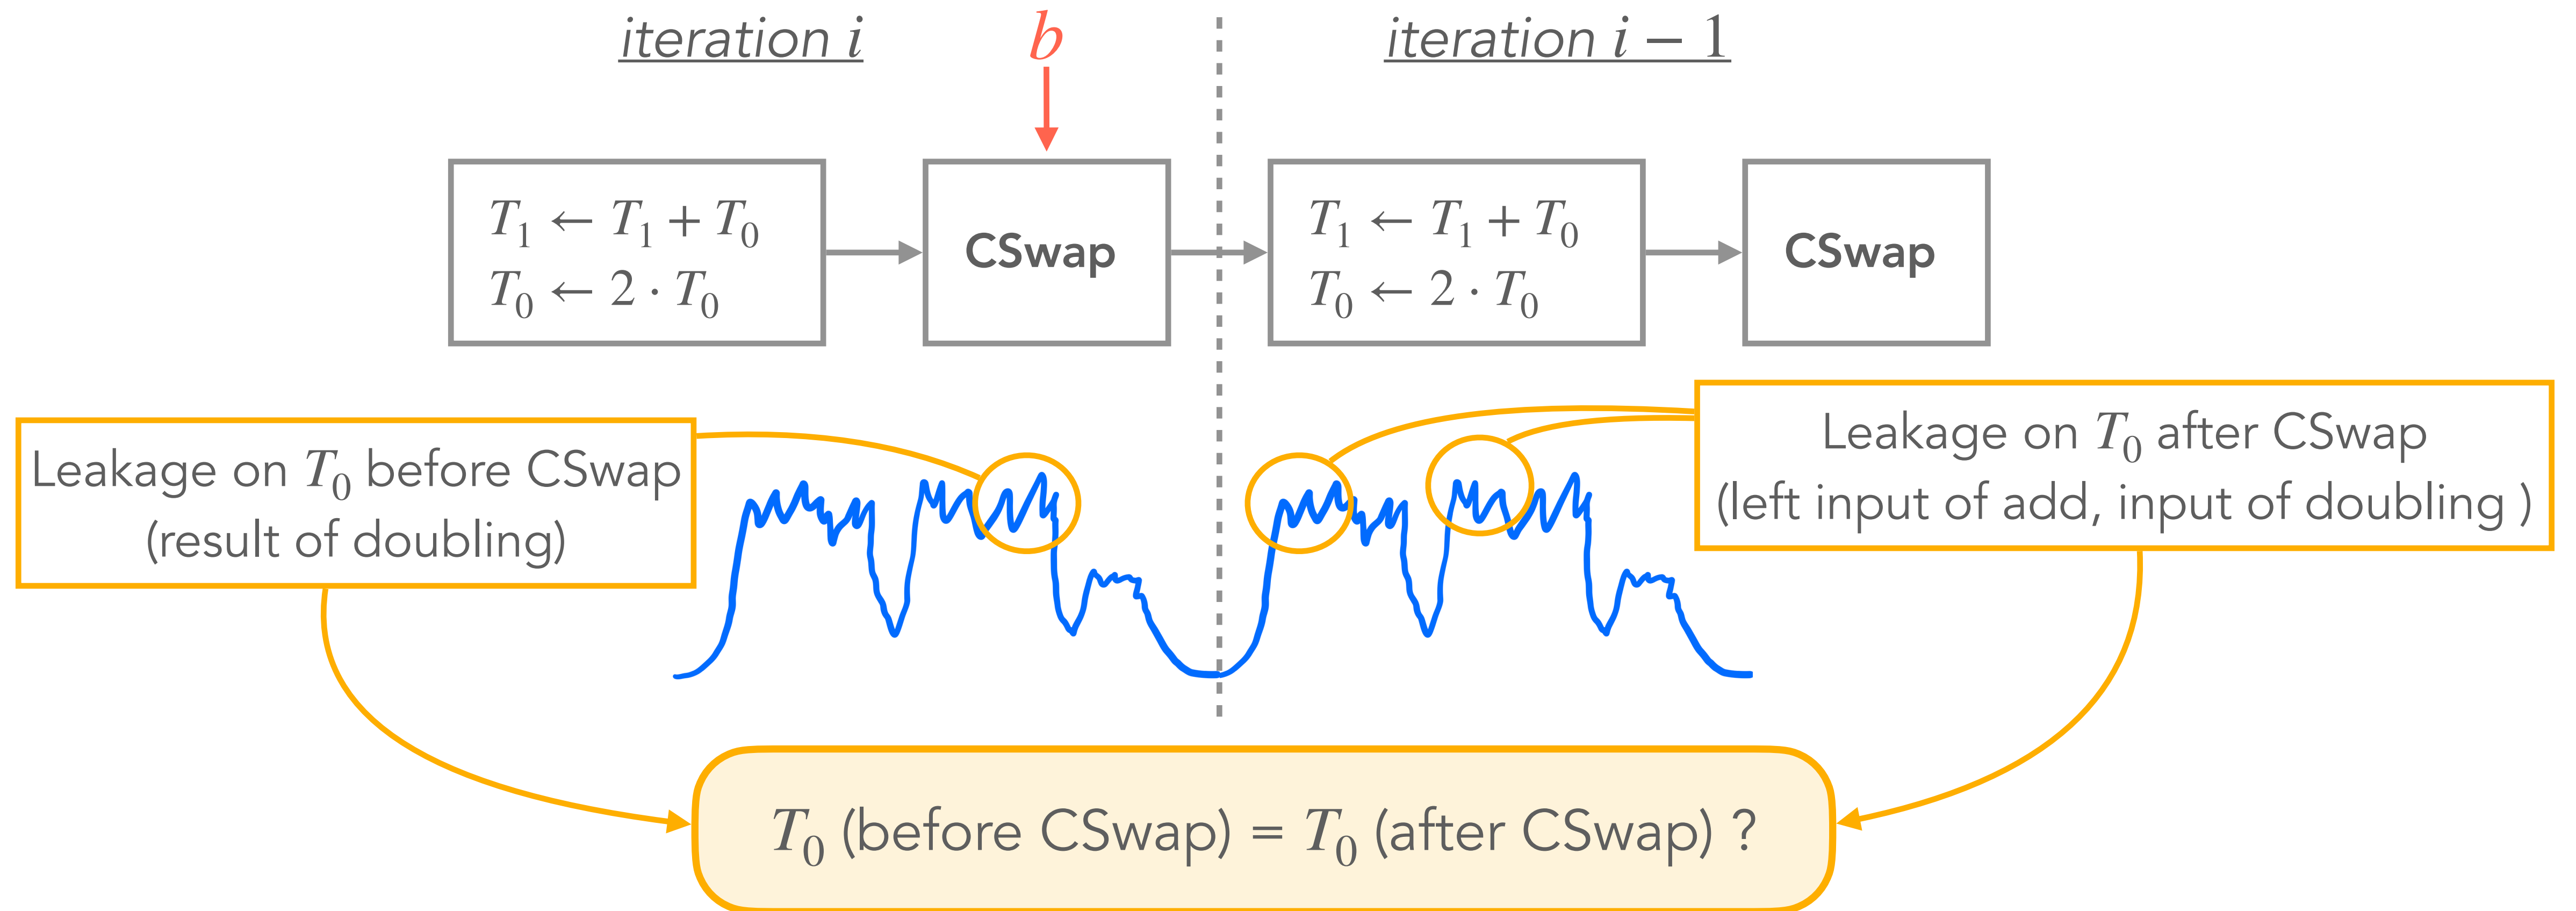 iteration i
b
iteration i − 1
T₁ ← T₁ + T₀
T₀ ← 2 · T₀
CSwap
T₁ ← T₁ + T₀
T₀ ← 2 · T₀
CSwap
Leakage on T₀ before CSwap
(result of doubling)
Leakage on T₀ after CSwap
(left input of add, input of doubling )
T₀ (before CSwap) = T₀ (after CSwap) ?